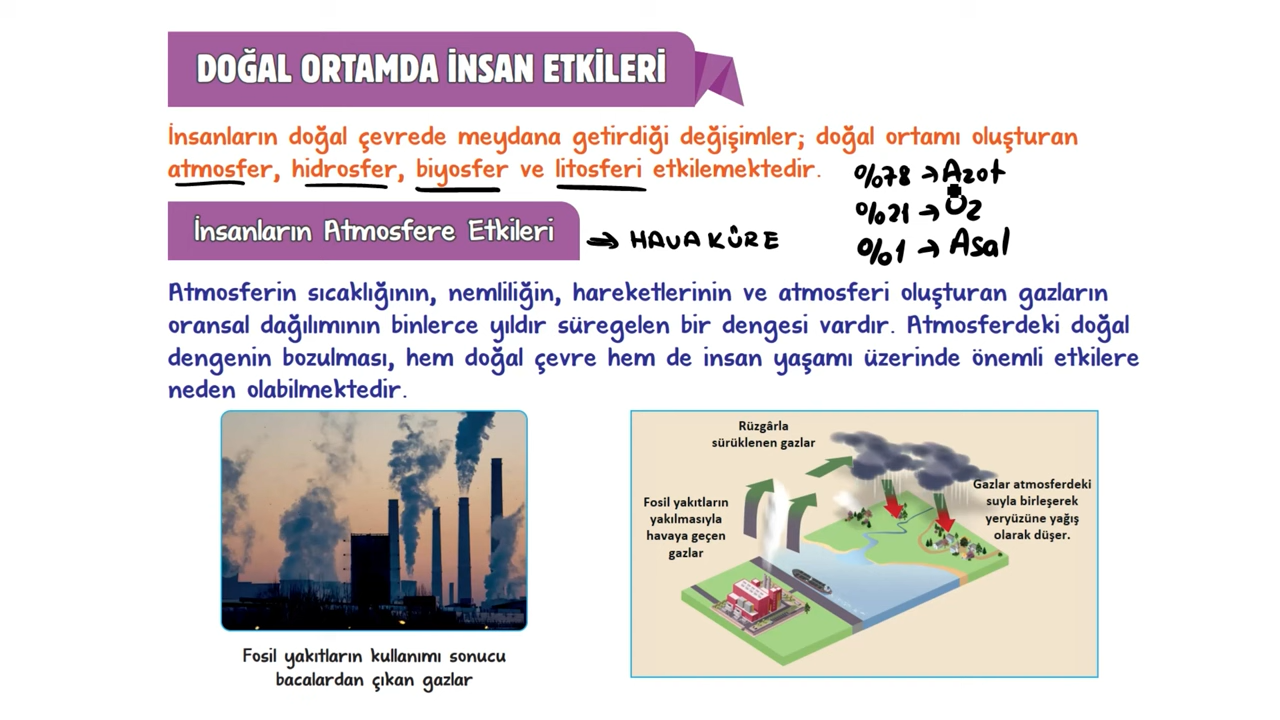 DOĞAL ORTAMDA İNSAN ETKİLERİ
İnsanların doğal çevrede meydana getirdiği değişimler; doğal ortamı oluşturan
atmosfer, hidrosfer, biyosfer ve litosferi etkilemektedir.
%78 → Azot
%21 → O2
%1 → Asal
İnsanların Atmosfere Etkileri
⇒ HAVA KÜRE
Atmosferin sıcaklığının, nemliliğin, hareketlerinin ve atmosferi oluşturan gazların
oransal dağılımının binlerce yıldır süregelen bir dengesi vardır. Atmosferdeki doğal
dengenin bozulması, hem doğal çevre hem de insan yaşamı üzerinde önemli etkilere
neden olabilmektedir.
Fosil yakıtların kullanımı sonucu
bacalardan çıkan gazlar
Rüzgârla
sürüklenen gazlar
Fosil yakıtların
yakılmasıyla
havaya geçen
gazlar
Gazlar atmosferdeki
suyla birleşerek
yeryüzüne yağış
olarak düşer.